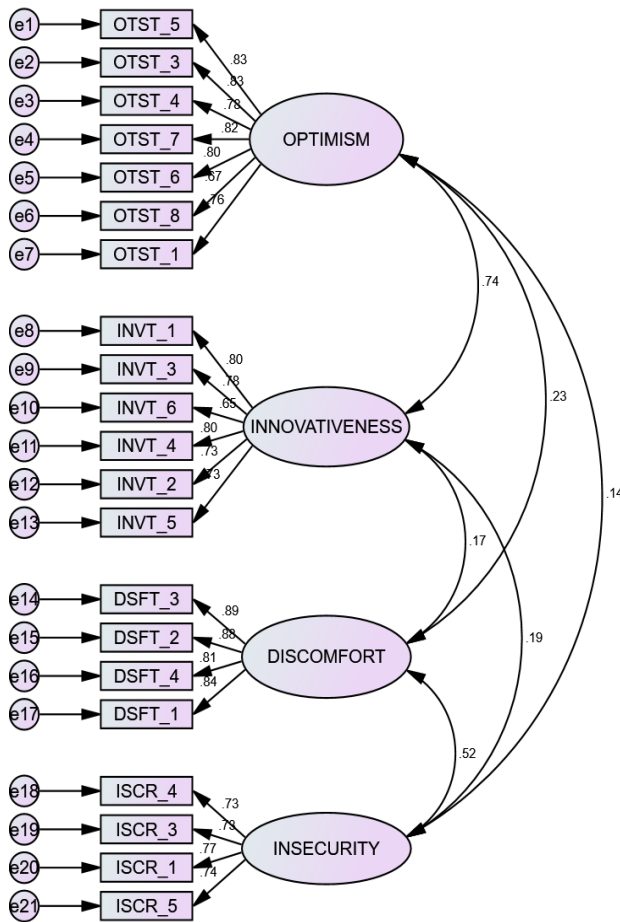 e1 OTST_5
.83
e2 OTST_3
.83
e3 OTST_4
.78
e4 OTST_7
.82
OPTIMISM
.80
e5 OTST_6
.67
e6 OTST_8
.76
e7 OTST_1
.74
e8 INVT_1
.80
e9 INVT_3
.78
.23
e10 INVT_6
.65
INNOVATIVENESS
.80
e11 INVT_4
.73
e12 INVT_2
.73
.14
e13 INVT_5
.17
e14 DSFT_3
.89
e15 DSFT_2
.88
.19
DISCOMFORT
.81
e16 DSFT_4
.84
e17 DSFT_1
.52
e18 ISCR_4
.73
e19 ISCR_3
.73
INSECURITY
.77
e20 ISCR_1
.74
e21 ISCR_5